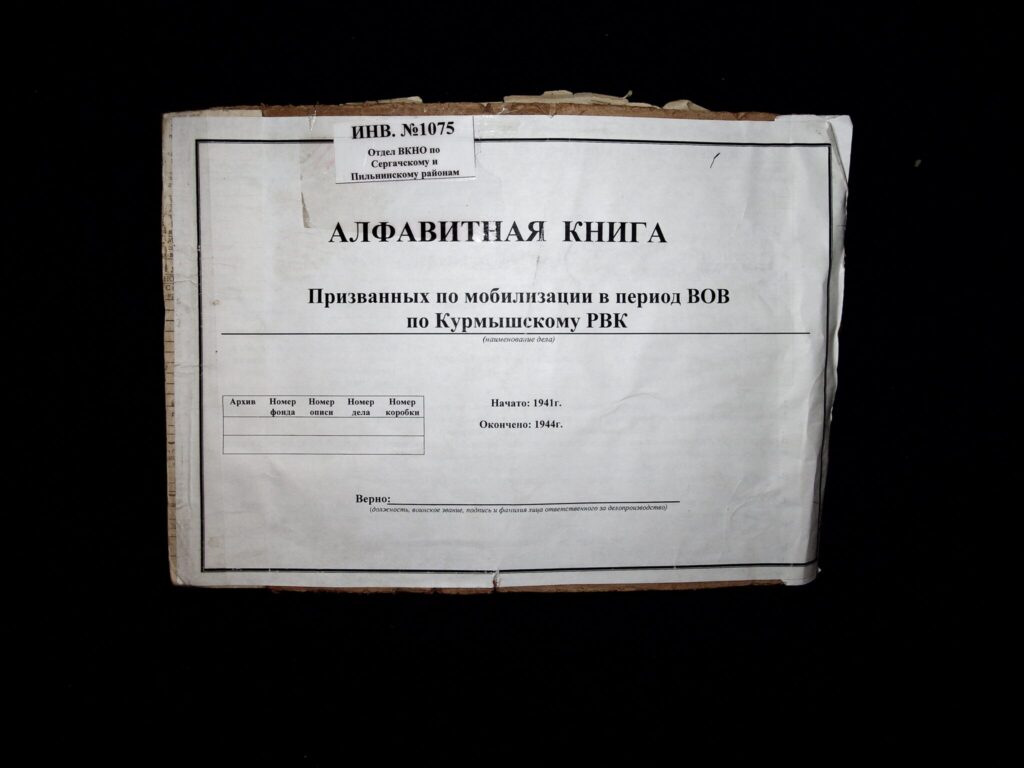 ИНВ. №1075
Отдел ВКНО по
Сергачскому и
Пильнинскому районам
АЛФАВИТНАЯ КНИГА
Призванных по мобилизации в период ВОВ
по Курмышскому РВК
(наименование дела)
Архив Номер фонда Номер описи Номер дела Номер коробки
Начато: 1941г.
Окончено: 1944г.
Верно:
(должность, воинское звание, подпись и фамилия лица ответственного за делопроизводство)